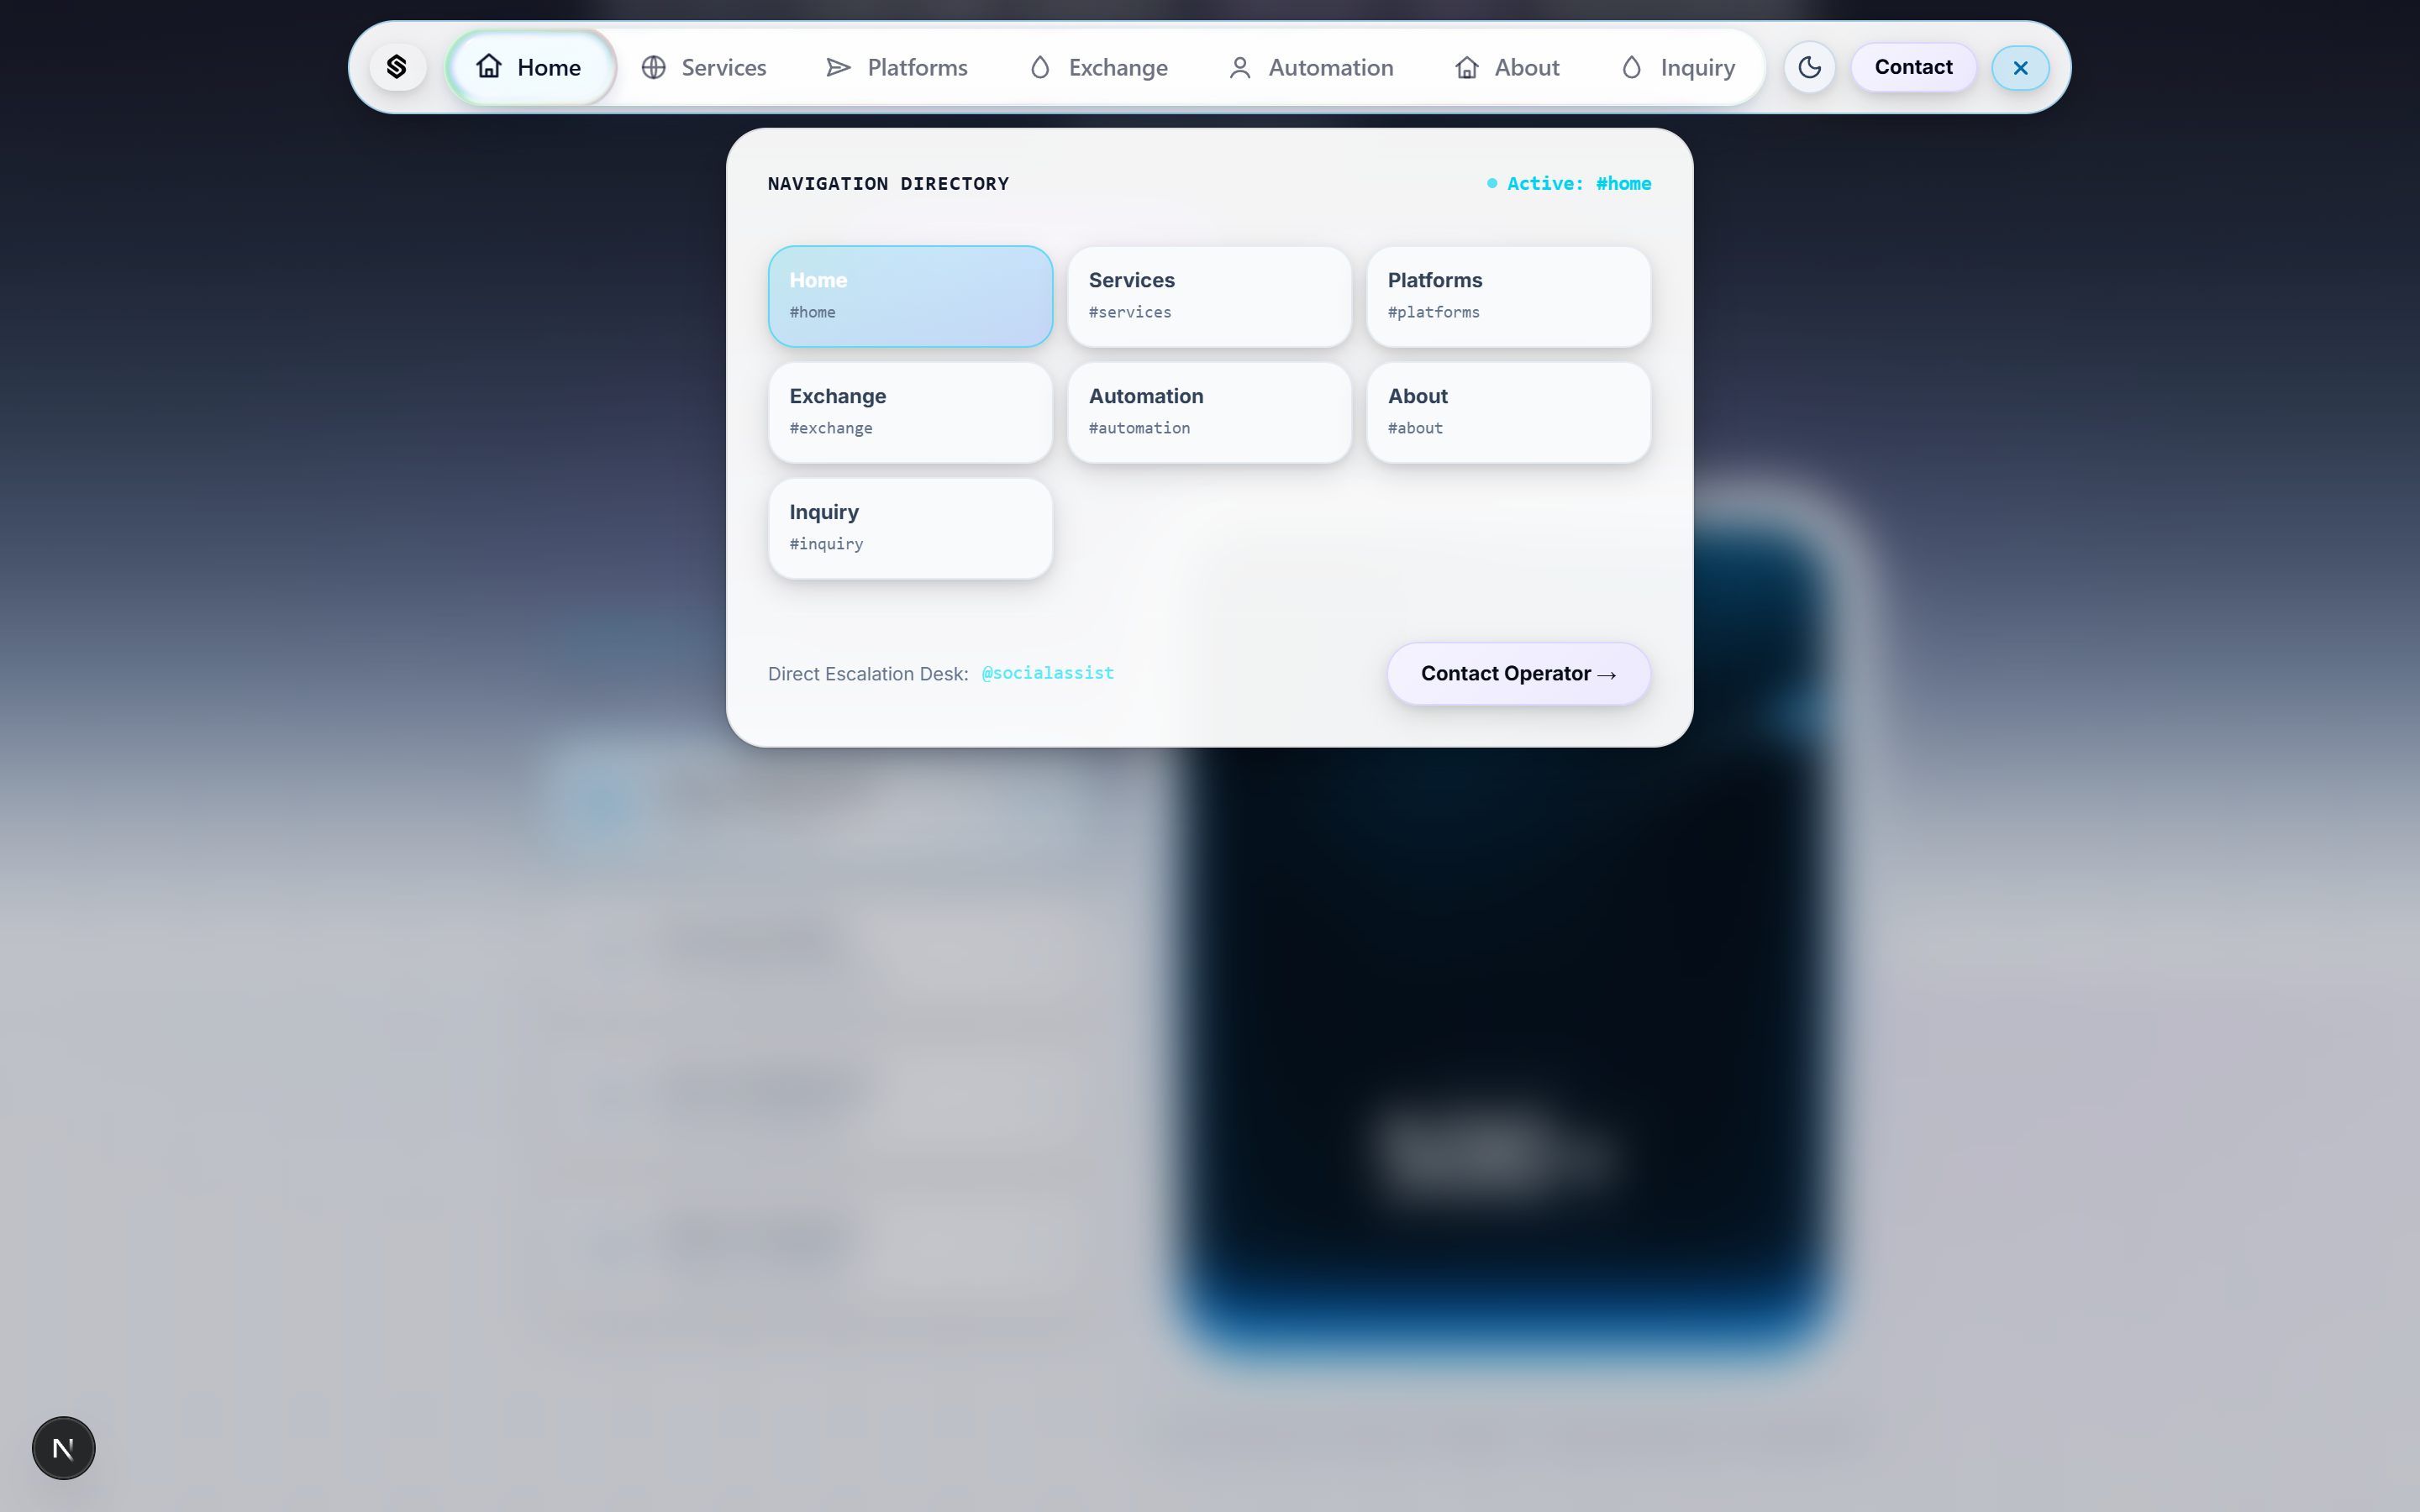 Home Services Platforms Exchange Automation About Inquiry Contact
NAVIGATION DIRECTORY
Active: #home
Home
#home
Services
#services
Platforms
#platforms
Exchange
#exchange
Automation
#automation
About
#about
Inquiry
#inquiry
Direct Escalation Desk: @socialassist
Contact Operator →
N